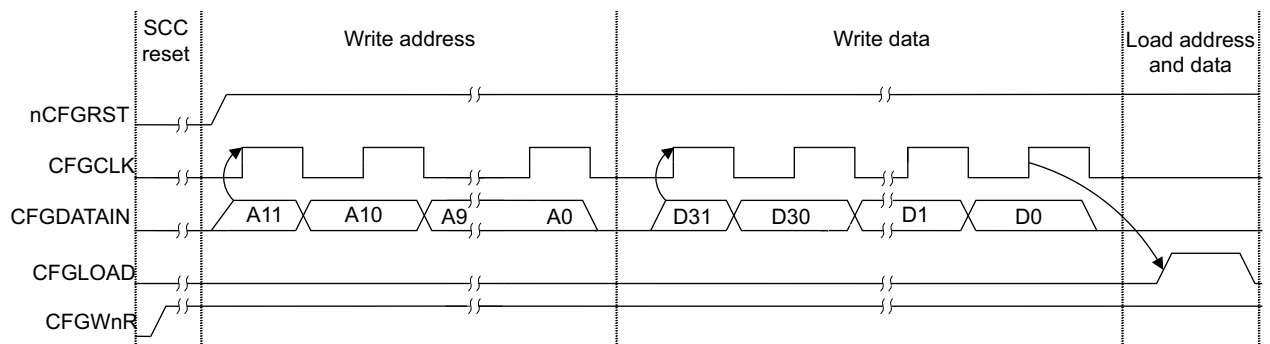 SCC
reset
Write address
Write data
Load address
and data
nCFGRST
CFGCLK
CFGDATAIN
A11
A10
A9
A0
D31
D30
D1
D0
CFGLOAD
CFGWnR